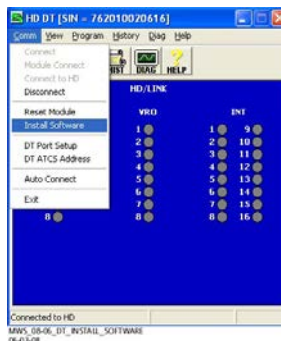 HD DT [SIN = 762010020616]
Comm View Program History Diag Help
Connect
Module Connect
Connect to HD
Disconnect
Reset Module
Install Software
DT Port Setup
DT ATCS Address
Auto Connect
Exit
HIST DIAG HELP
HD/LINK
VRO INT
1 1 9
2 2 10
3 3 11
4 4 12
5 5 13
6 6 14
7 7 15
8 8 8 16
Connected to HD
MWS_08-06_DT_INSTALL_SOFTWARE
06-03-08